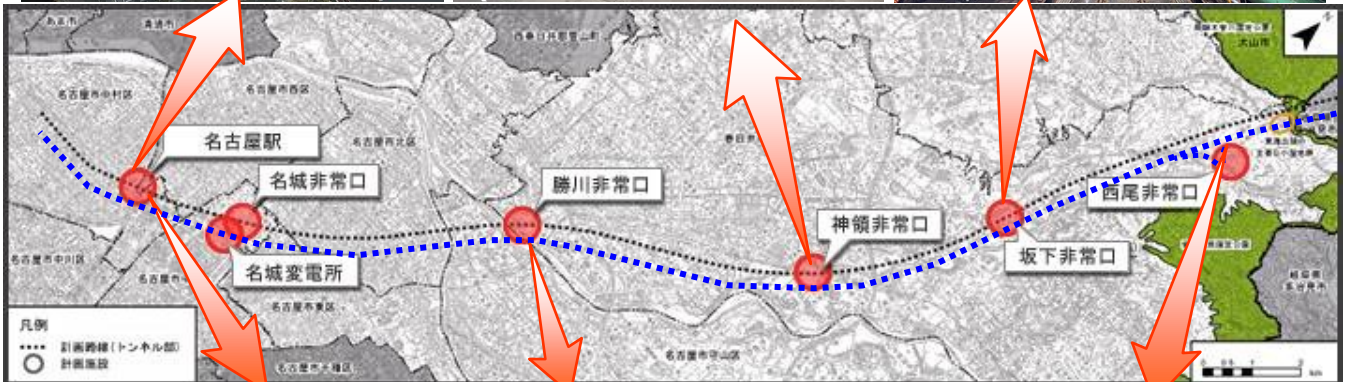 清須市
名古屋市中村区
名古屋市西区
名古屋市北区
犬山市
名古屋駅
名城非常口
勝川非常口
神領非常口
西尾非常口
坂下非常口
名城変電所
名古屋市中川区
名古屋市東区
名古屋市守山区
名古屋市千種区
凡例
計画路線(トンネル部)
計画施設
km